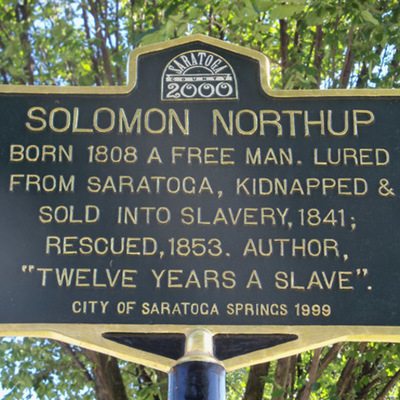 SARATOGA
COUNTY
2000
SOLOMON NORTHUP
BORN 1808 A FREE MAN. LURED
FROM SARATOGA, KIDNAPPED &
SOLD INTO SLAVERY, 1841;
RESCUED, 1853. AUTHOR,
"TWELVE YEARS A SLAVE".
CITY OF SARATOGA SPRINGS 1999